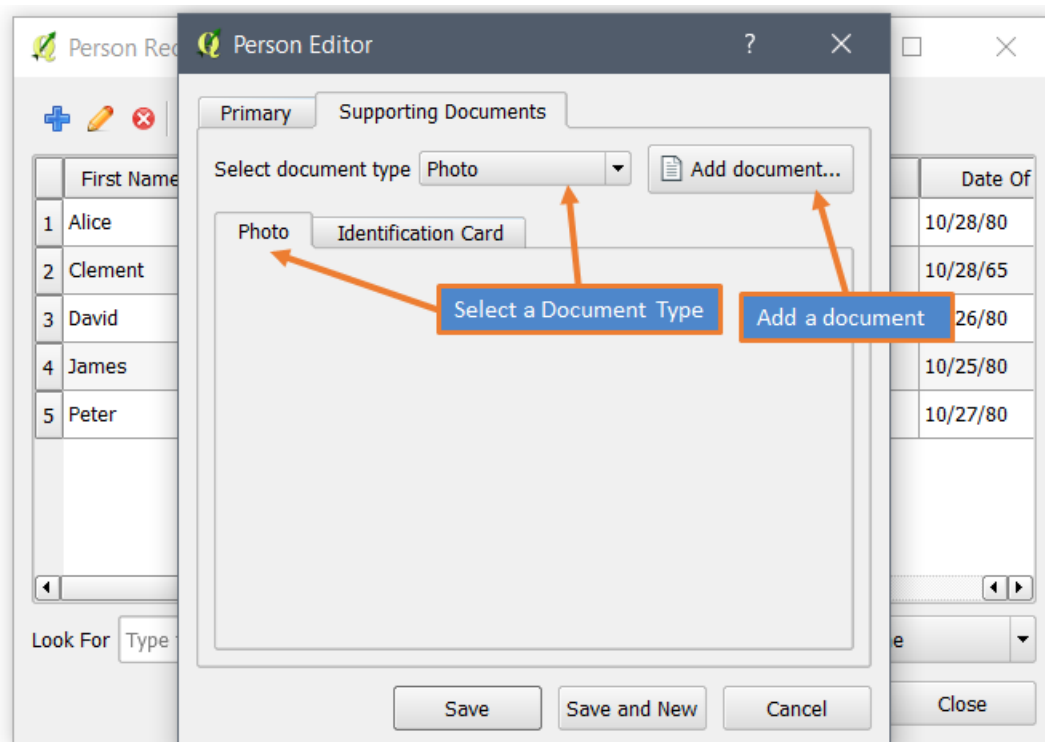 Person Rec
Person Editor
?
Primary
Supporting Documents
Select document type
Photo
Add document...
Photo
Identification Card
Select a Document Type
Add a document
First Name
Date Of
1 Alice 10/28/80
2 Clement 10/28/65
3 David 26/80
4 James 10/25/80
5 Peter 10/27/80
Look For
Type
e
Save
Save and New
Cancel
Close